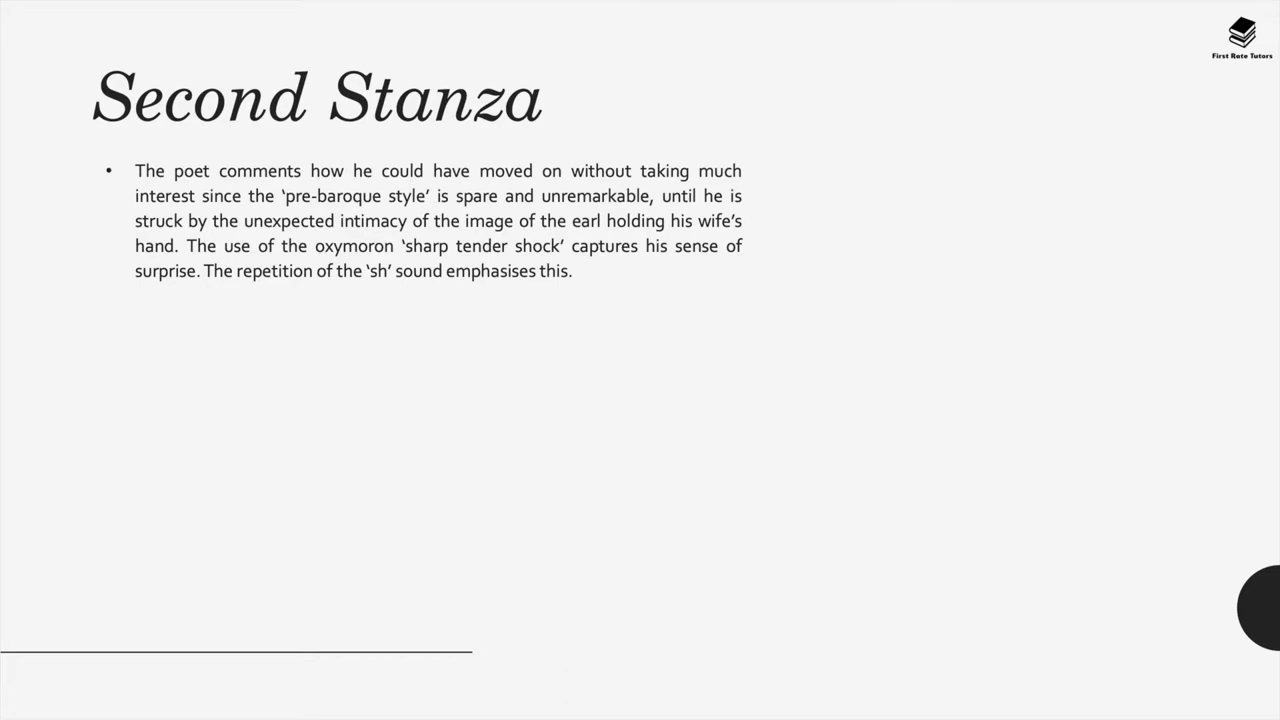 First Rate Tutors
Second Stanza
• The poet comments how he could have moved on without taking much
interest since the ‘pre-baroque style’ is spare and unremarkable, until he is
struck by the unexpected intimacy of the image of the earl holding his wife’s
hand. The use of the oxymoron ‘sharp tender shock’ captures his sense of
surprise. The repetition of the ‘sh’ sound emphasises this.